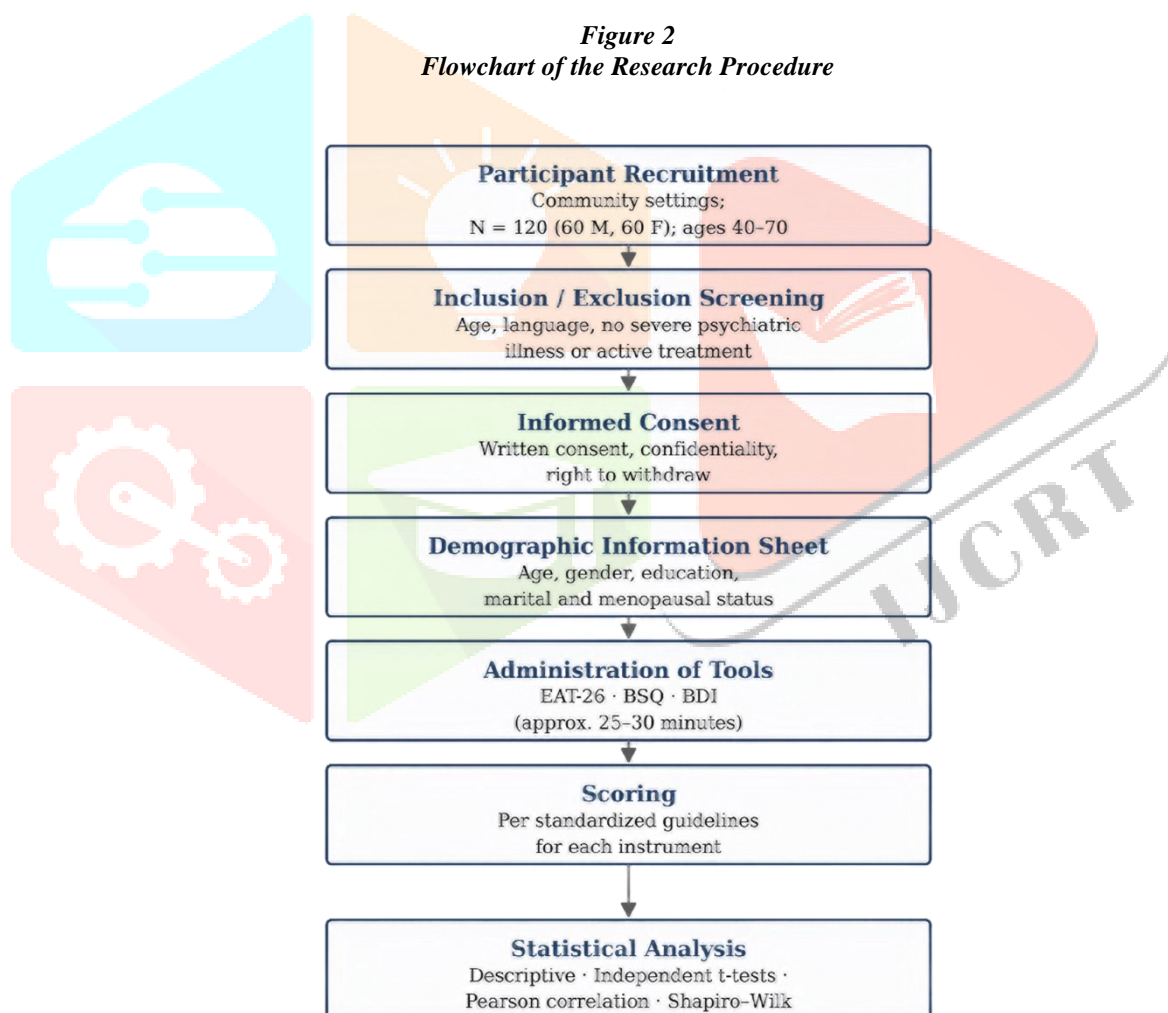 Figure 2
Flowchart of the Research Procedure
Participant Recruitment
Community settings;
N = 120 (60 M, 60 F); ages 40–70
Inclusion / Exclusion Screening
Age, language, no severe psychiatric
illness or active treatment
Informed Consent
Written consent, confidentiality,
right to withdraw
Demographic Information Sheet
Age, gender, education,
marital and menopausal status
Administration of Tools
EAT-26 · BSQ · BDI
(approx. 25–30 minutes)
Scoring
Per standardized guidelines
for each instrument
Statistical Analysis
Descriptive · Independent t-tests ·
Pearson correlation · Shapiro–Wilk
IJCRT